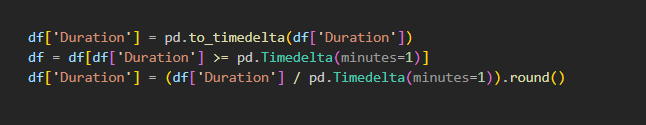 df['Duration'] = pd.to_timedelta(df['Duration'])
df = df[df['Duration'] >= pd.Timedelta(minutes=1)]
df['Duration'] = (df['Duration'] / pd.Timedelta(minutes=1)).round()